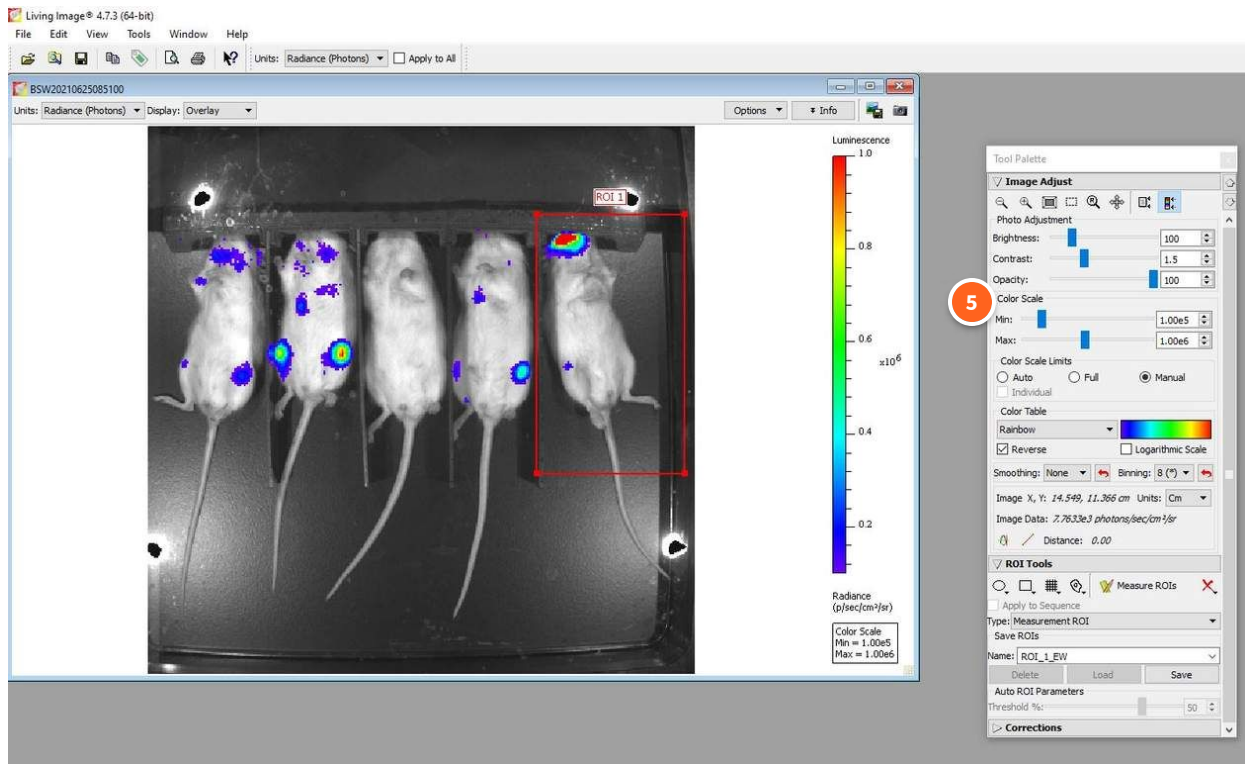 Living Image® 4.7.3 (64-bit)
File Edit View Tools Window Help
Units: Radiance (Photons) Apply to All
BSW20210625085100
Units: Radiance (Photons) Display: Overlay Options Info
Luminescence
1.0
0.8
0.6
x10⁶
0.4
0.2
Radiance
(p/sec/cm²/sr)
Color Scale
Min = 1.00e5
Max = 1.00e6
ROI 1
5
Tool Palette
Image Adjust
Photo Adjustment
Brightness: 100
Contrast: 1.5
Opacity: 100
Color Scale
Min: 1.00e5
Max: 1.00e6
Color Scale Limits
Auto Full Manual
Individual
Color Table
Rainbow
Reverse Logarithmic Scale
Smoothing: None Binning: 8 (*)
Image X, Y: 14.549, 11.366 cm Units: Cm
Image Data: 7.7633e3 photons/sec/cm²/sr
Distance: 0.00
ROI Tools
Measure ROIs
Apply to Sequence
Type: Measurement ROI
Save ROIs
Name: ROI_1_EW
Delete Load Save
Auto ROI Parameters
Threshold %: 50
Corrections